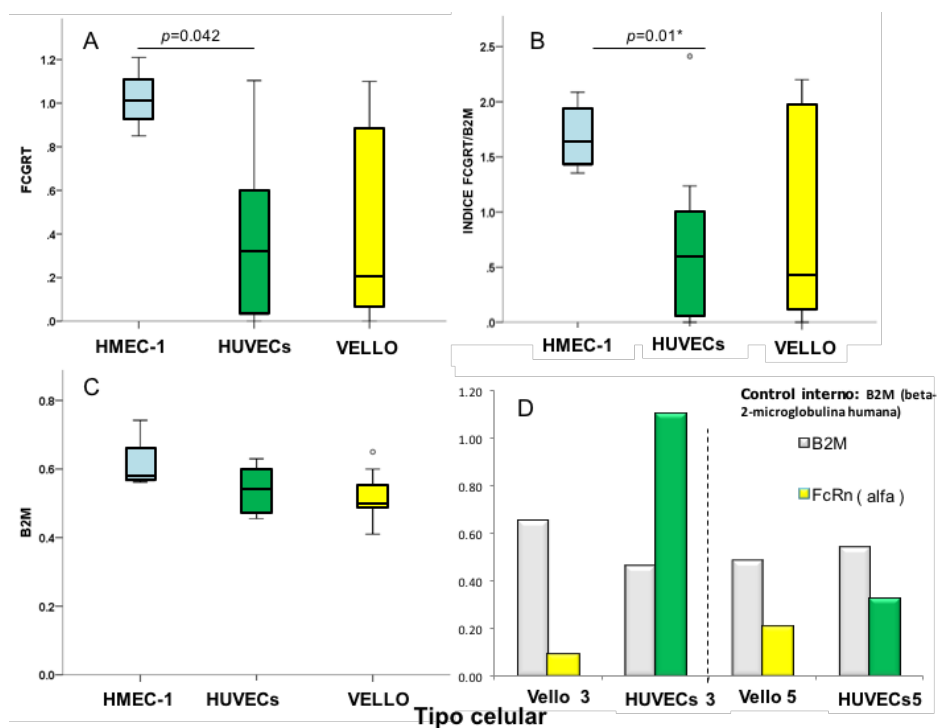 A
p=0.042
1.2
1.0
.8
.6
.4
.2
.0
FCGRT
HMEC-1 HUVECs VELLO
B
p=0.01*
2.5
2.0
1.5
1.0
.5
.0
INDICE FCGRT/B2M
HMEC-1 HUVECs VELLO
C
0.8
0.6
0.4
0.2
0.0
B2M
HMEC-1 HUVECs VELLO
D
Control interno: B2M (beta-
2-microglobulina humana)
B2M
FcRn ( alfa )
1.20
1.00
0.80
0.60
0.40
0.20
0.00
Vello 3 HUVECs 3 Vello 5 HUVECs5
Tipo celular